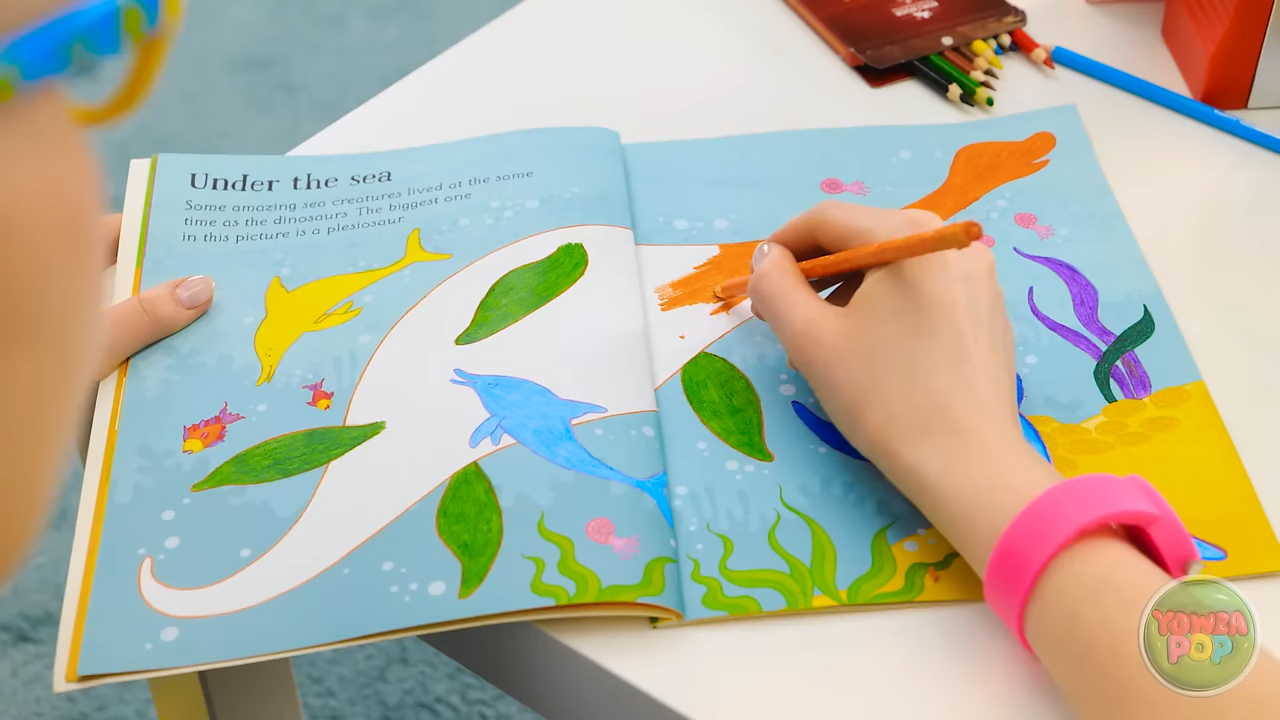 Under the sea
Some amazing sea creatures lived at the same
time as the dinosaurs. The biggest one
in this picture is a plesiosaur.
YOWZA
POP